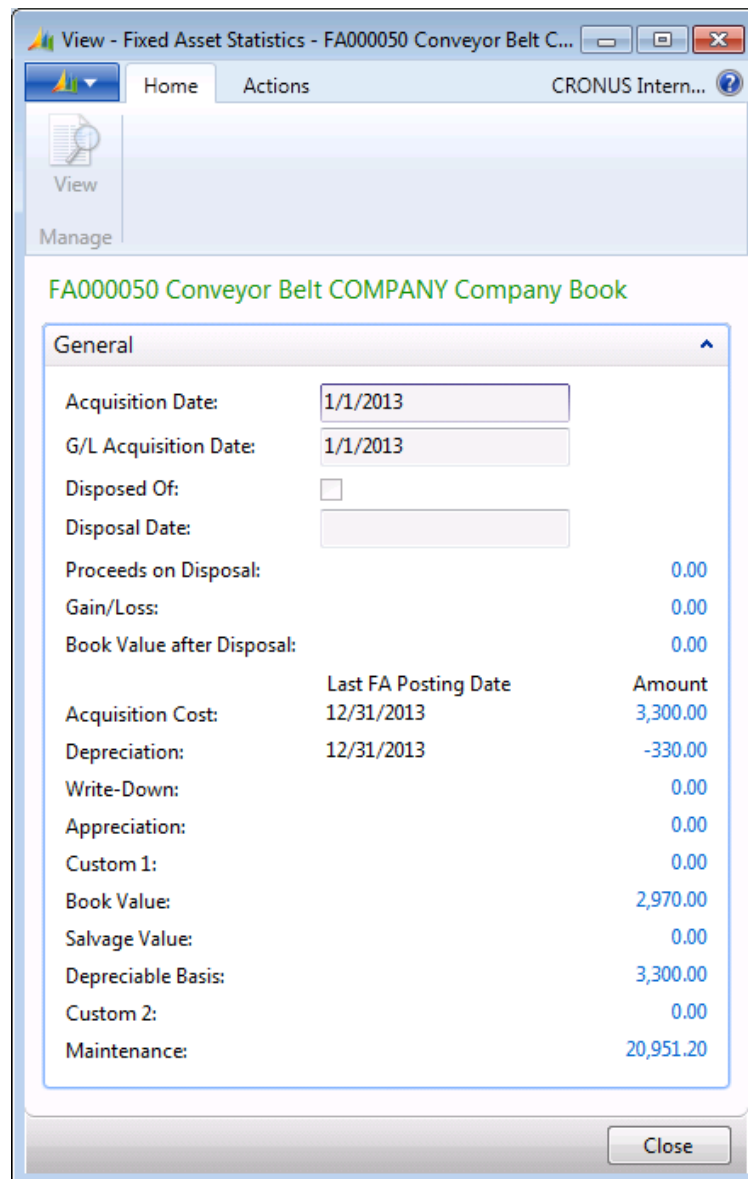 View - Fixed Asset Statistics - FA000050 Conveyor Belt C...
Home Actions CRONUS Intern...
View
Manage
FA000050 Conveyor Belt COMPANY Company Book
General
Acquisition Date: 1/1/2013
G/L Acquisition Date: 1/1/2013
Disposed Of:
Disposal Date:
Proceeds on Disposal: 0.00
Gain/Loss: 0.00
Book Value after Disposal: 0.00
Last FA Posting Date Amount
Acquisition Cost: 12/31/2013 3,300.00
Depreciation: 12/31/2013 -330.00
Write-Down: 0.00
Appreciation: 0.00
Custom 1: 0.00
Book Value: 2,970.00
Salvage Value: 0.00
Depreciable Basis: 3,300.00
Custom 2: 0.00
Maintenance: 20,951.20
Close